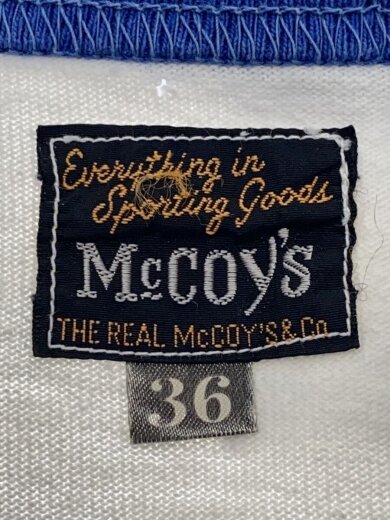 Everything in
Sporting Goods
McCOY'S
THE REAL McCOY'S & Co.
36